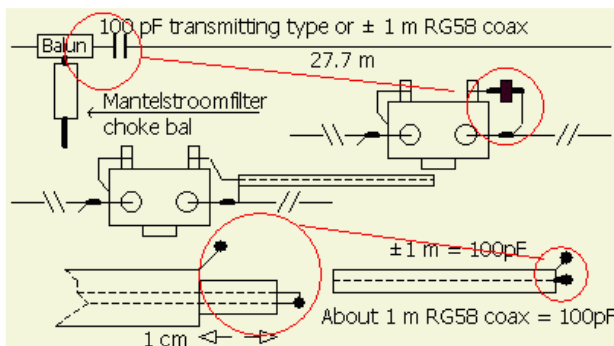 100 pF transmitting type or ± 1 m RG58 coax
Balun
27.7 m
Mantelstroomfilter
choke bal
±1 m = 100pF
About 1 m RG58 coax = 100pF
1 cm